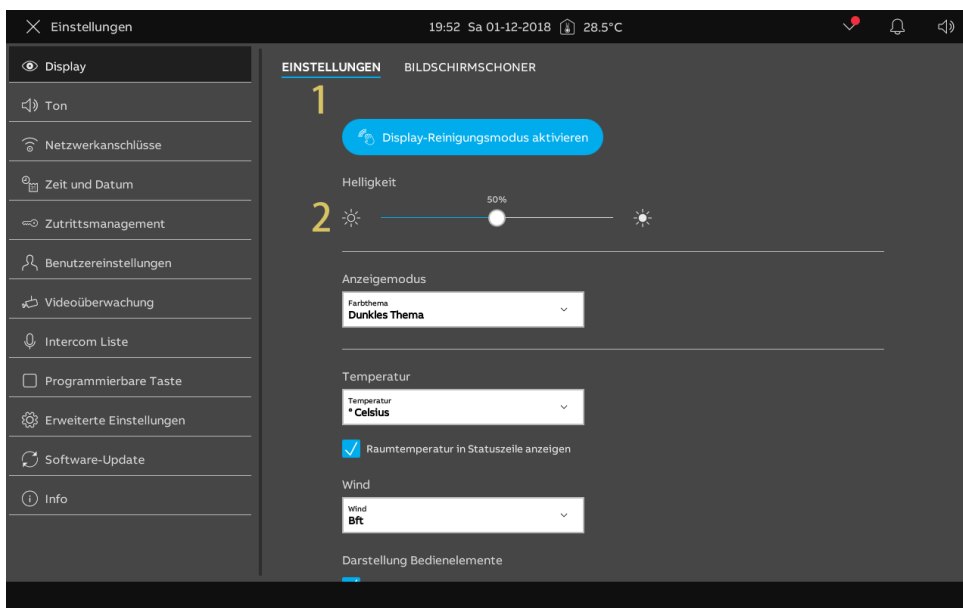 Einstellungen
19:52 Sa 01-12-2018 28.5°C
Display
Ton
Netzwerkanschlüsse
Zeit und Datum
Zutrittsmanagement
Benutzereinstellungen
Videoüberwachung
Intercom Liste
Programmierbare Taste
Erweiterte Einstellungen
Software-Update
Info
EINSTELLUNGEN BILDSCHIRMSCHONER
1
Display-Reinigungsmodus aktivieren
Helligkeit
50%
2
Anzeigemodus
Farbthema
Dunkles Thema
Temperatur
Temperatur
° Celsius
Raumtemperatur in Statuszeile anzeigen
Wind
Wind
Bft
Darstellung Bedienelemente